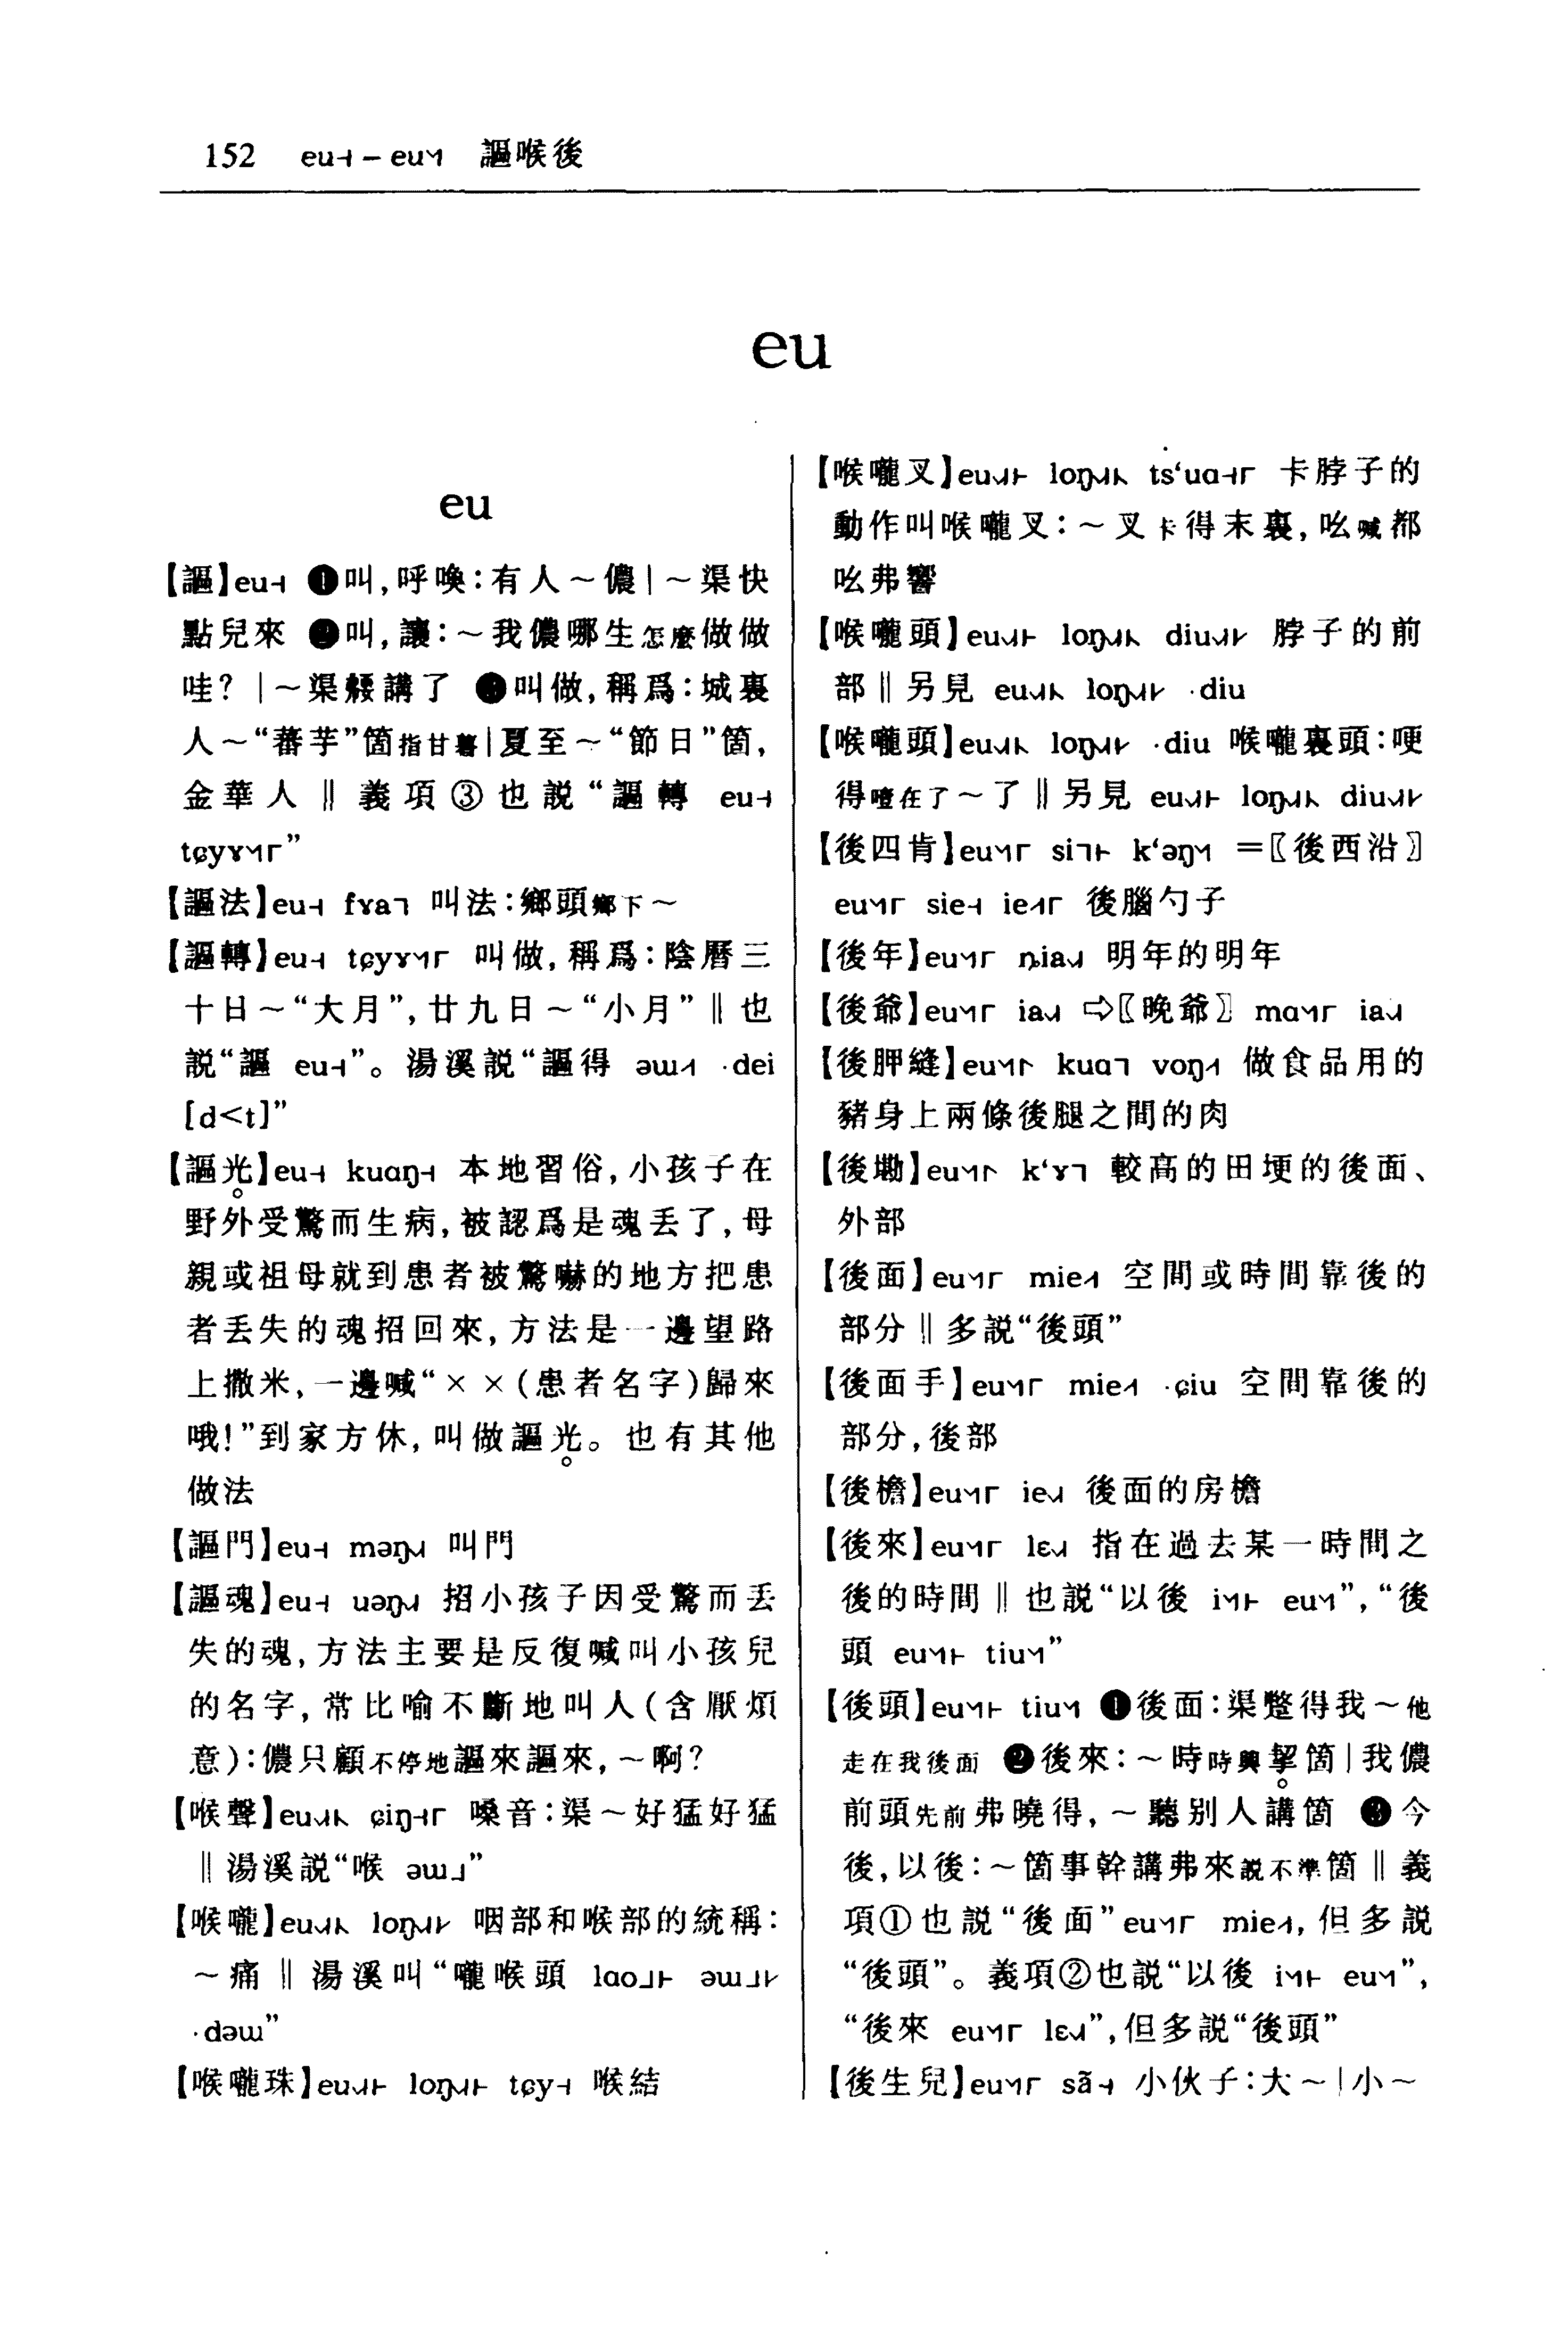 152 eu˧ – eu˥˧ 謳喉後
eu
eu
【謳】eu˧ ❶叫,呼喚:有人～儂|～渠快
點兒來 ❷叫,讓:～我儂哪生怎麼做做
哇?|～渠覅講了 ❸叫做,稱爲:城裏
人～“蕃芋”箇指甘薯|夏至～“節日”箇,
金華人‖義項③也説“謳轉 eu˧
tɕyɤ
【謳法】eu˧ fɤa˥ 叫法:鄉頭鄉下～
【謳轉】eu˧ tɕyɤ 叫做,稱爲:陰曆三
十日～“大月”,廿九日～“小月”‖也
説“謳 eu˧”。湯溪説“謳得 əɯ ·dei
[d<t]”
【謳光】eu˧ kuɑŋ˧ 本地習俗,小孩子在
野外受驚而生病,被認爲是魂丢了,母
親或祖母就到患者被驚嚇的地方把患
者丢失的魂招回來,方法是一邊望路
上撒米,一邊喊“××(患者名字)歸來
哦!”到家方休,叫做謳光。也有其他
做法
【謳門】eu˧ məŋ 叫門
【謳魂】eu˧ uəŋ 招小孩子因受驚而丢
失的魂,方法主要是反復喊叫小孩兒
的名字,常比喻不斷地叫人(含厭煩
意):儂只顧不停地謳來謳來,～啊?
【喉聲】eu ɕiŋ 嗓音:渠～好猛好猛
‖湯溪説“喉 əɯ”
【喉嚨】eu loŋ 咽部和喉部的統稱:
～痛‖湯溪叫“嚨喉頭 lɑo əɯ
·dəɯ”
【喉嚨珠】eu loŋ tɕy˧ 喉結
【喉嚨叉】eu loŋ ts‘uɑ 卡脖子的
動作叫喉嚨叉:～叉卡得末裏,吆喊都
吆弗響
【喉嚨頭】eu loŋ diu 脖子的前
部‖另見 eu loŋ ·diu
【喉嚨頭】eu loŋ ·diu 喉嚨裏頭:哽
得噎在了～了‖另見 eu loŋ diu
【後四肯】eu si k‘əŋ =〖後西沿〗
eu sie˧ ie 後腦勺子
【後年】eu ȵia 明年的明年
【後爺】eu ia ⇨〖晚爺〗mɑ ia
【後胛縫】eu kuɑ˥ voŋ 做食品用的
豬身上兩條後腿之間的肉
【後墈】eu k‘ɤ˥ 較高的田埂的後面、
外部
【後面】eu mie 空間或時間靠後的
部分‖多説“後頭”
【後面手】eu mie ·ɕiu 空間靠後的
部分,後部
【後檐】eu ie 後面的房檐
【後來】eu lɛ 指在過去某一時間之
後的時間‖也説“以後 i eu”,“後
頭 eu tiu”
【後頭】eu tiu ❶後面:渠蹩得我～他
走在我後面 ❷後來:～時時興挈箇|我儂
前頭先前弗曉得,～聽别人講箇 ❸今
後,以後:～箇事幹講弗來説不準箇‖義
項①也説“後面”eu mie,但多説
“後頭”。義項②也説“以後 i eu”,
“後來 eu lɛ”,但多説“後頭”
【後生兒】eu sã˧ 小伙子:大～|小～